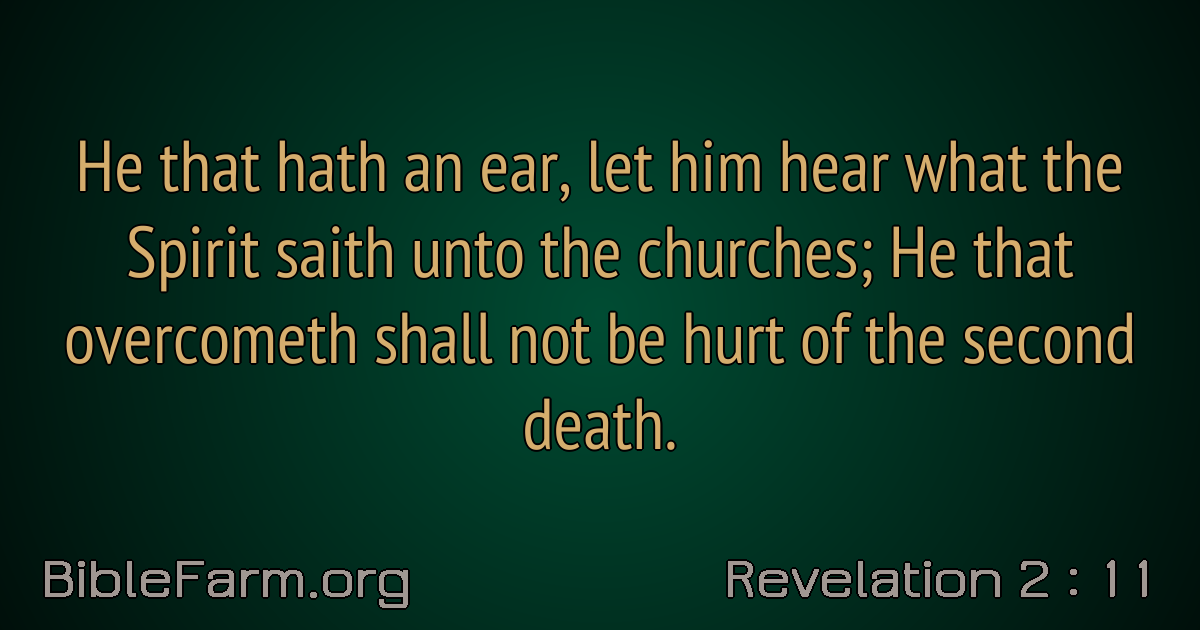 He that hath an ear, let him hear what the
Spirit saith unto the churches; He that
overcometh shall not be hurt of the second
death.
BibleFarm.org
Revelation 2 : 11